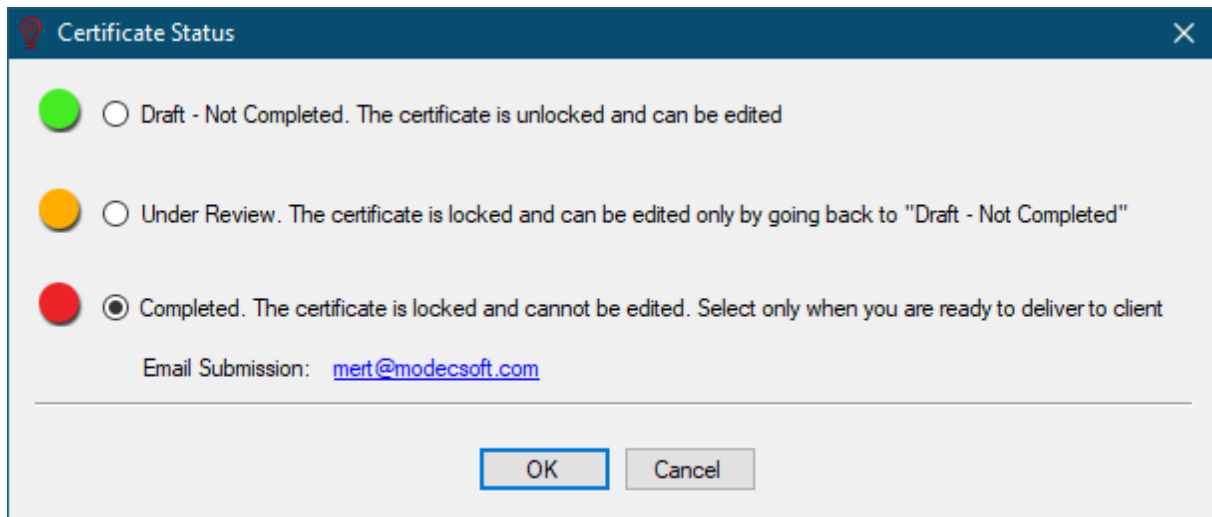 Certificate Status
Draft - Not Completed. The certificate is unlocked and can be edited
Under Review. The certificate is locked and can be edited only by going back to "Draft - Not Completed"
Completed. The certificate is locked and cannot be edited. Select only when you are ready to deliver to client
Email Submission: mert@modecsoft.com
OK Cancel